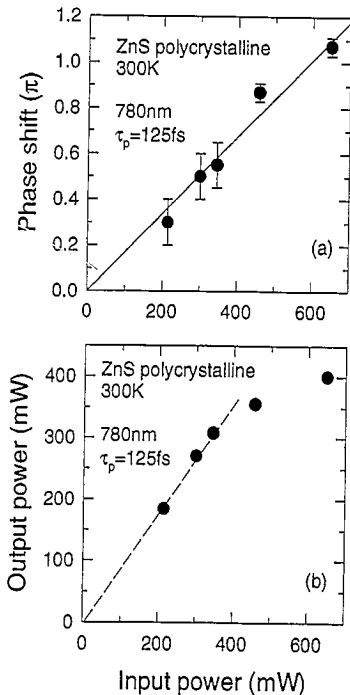 1.2
1.0
0.8
0.6
0.4
0.2
0.0
Phase shift (π)
ZnS polycrystalline
300K
780nm
τp=125fs
(a)
0
200
400
600
400
300
200
100
0
Output power (mW)
ZnS polycrystalline
300K
780nm
τp=125fs
(b)
0
200
400
600
Input power (mW)